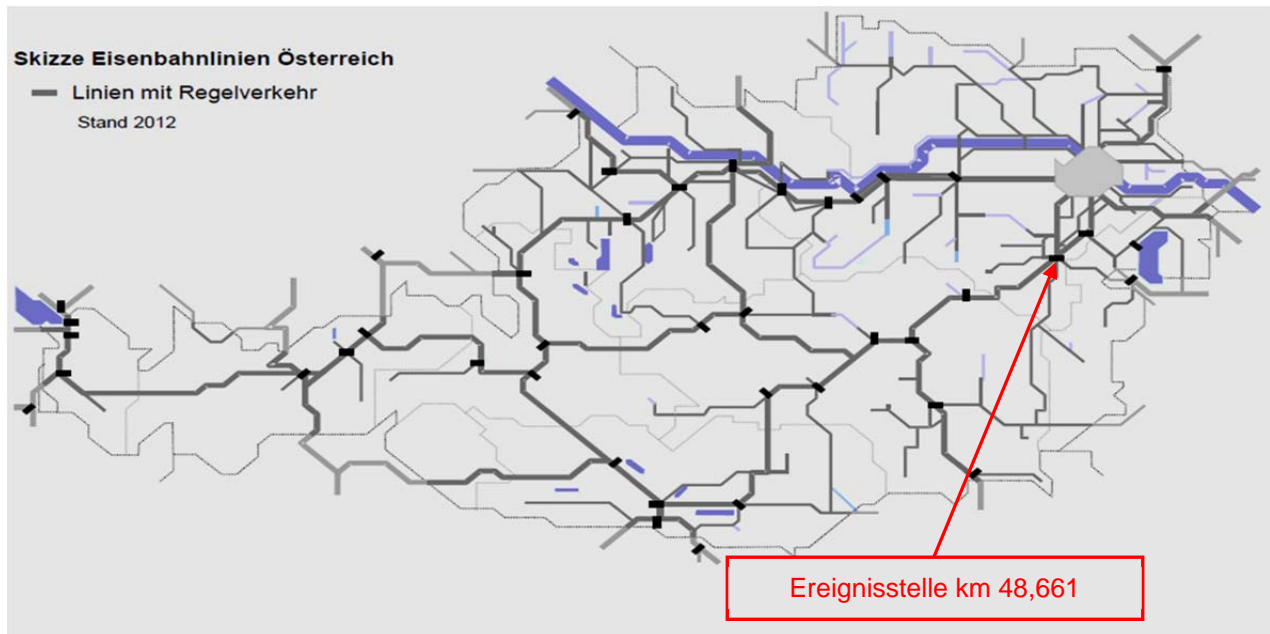 Skizze Eisenbahnlinien Österreich
Linien mit Regelverkehr
Stand 2012
Ereignisstelle km 48,661